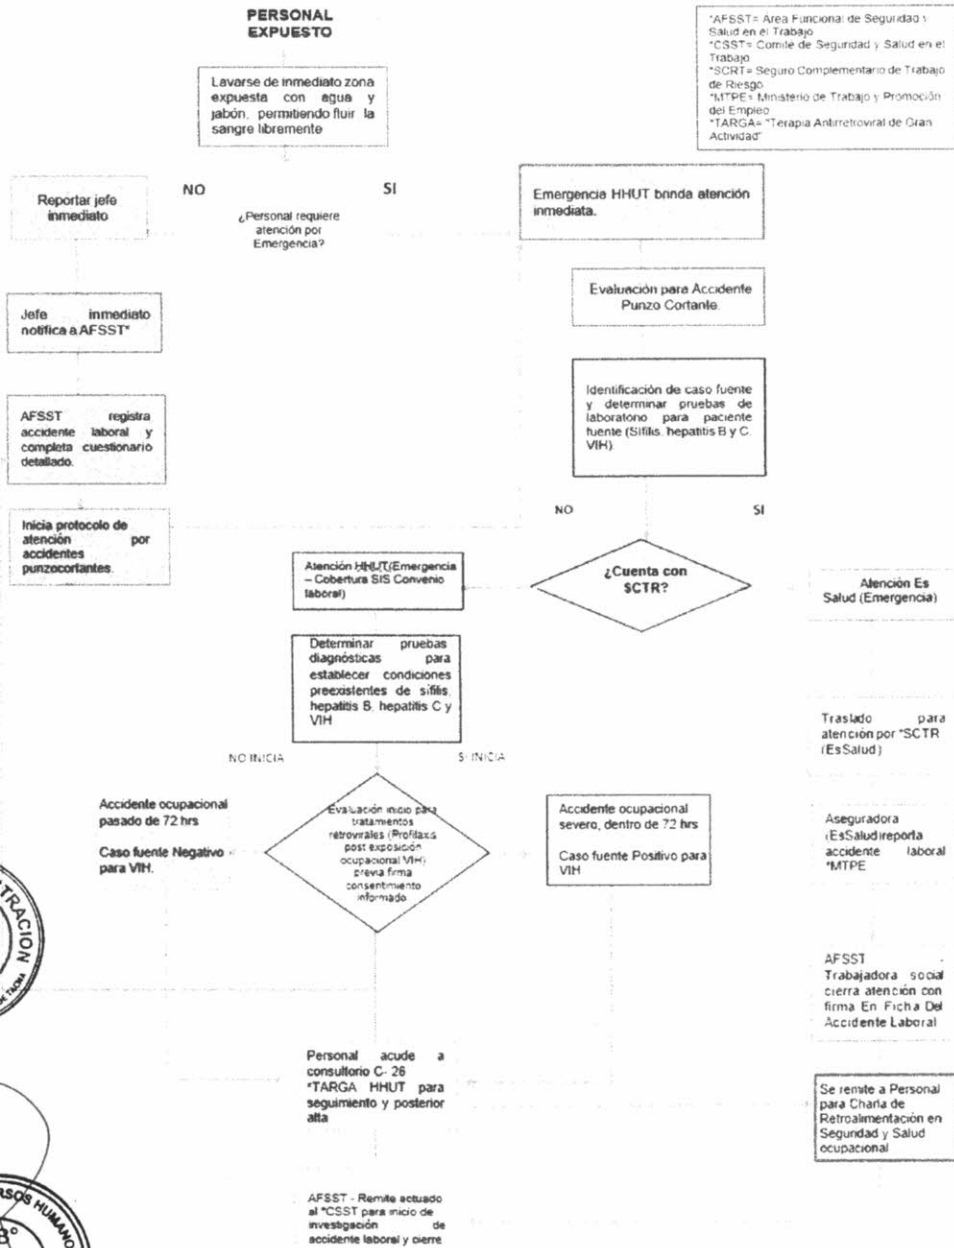 PERSONAL
EXPUESTO
*AFSST= Area Funcional de Seguridad y
Salud en el Trabajo
*CSST= Comite de Seguridad y Salud en el
Trabajo
*SCRT= Seguro Complementario de Trabajo
de Riesgo
*MTPE= Ministerio de Trabajo y Promoción
del Empleo
*TARGA= "Terapia Antirretroviral de Gran
Actividad"
Lavarse de inmediato zona
expuesta con agua y
jabón, permitiendo fluir la
sangre libremente
NO
SI
¿Personal requiere
atención por
Emergencia?
Reportar jefe
inmediato
Emergencia HHUT brinda atención
inmediata.
Jefe inmediato
notifica a AFSST*
Evaluación para Accidente
Punzo Cortante.
AFSST registra
accidente laboral y
completa cuestionario
detallado.
Identificación de caso fuente
y determinar pruebas de
laboratorio para paciente
fuente (Sífilis, hepatitis B y C,
VIH)
Inicia protocolo de
atención por
accidentes
punzocortantes.
NO
SI
¿Cuenta con
SCTR?
Atención HHUT(Emergencia
– Cobertura SIS Convenio
laboral)
Atención Es
Salud (Emergencia)
Determinar pruebas
diagnósticas para
establecer condiciones
preexistentes de sífilis,
hepatitis B, hepatitis C y
VIH
Traslado para
atención por *SCTR
(EsSalud)
NO INICIA
SI INICIA
Evaluación inicio para
tratamientos
retrovirales (Profilaxis
post exposición
ocupacional VIH)
previa firma
consentimiento
informado
Accidente ocupacional
pasado de 72 hrs
Caso fuente Negativo
para VIH.
Accidente ocupacional
severo, dentro de 72 hrs
Caso fuente Positivo para
VIH
Aseguradora
(EsSalud)reporta
accidente laboral
*MTPE
AFSST -
Trabajadora social
cierra atención con
firma En Ficha Del
Accidente Laboral
Personal acude a
consultorio C- 26
*TARGA HHUT para
seguimiento y posterior
alta
Se remite a Personal
para Charla de
Retroalimentación en
Seguridad y Salud
ocupacional
AFSST - Remite actuado
al *CSST para inicio de
investigación de
accidente laboral y cierre
DE TACNA